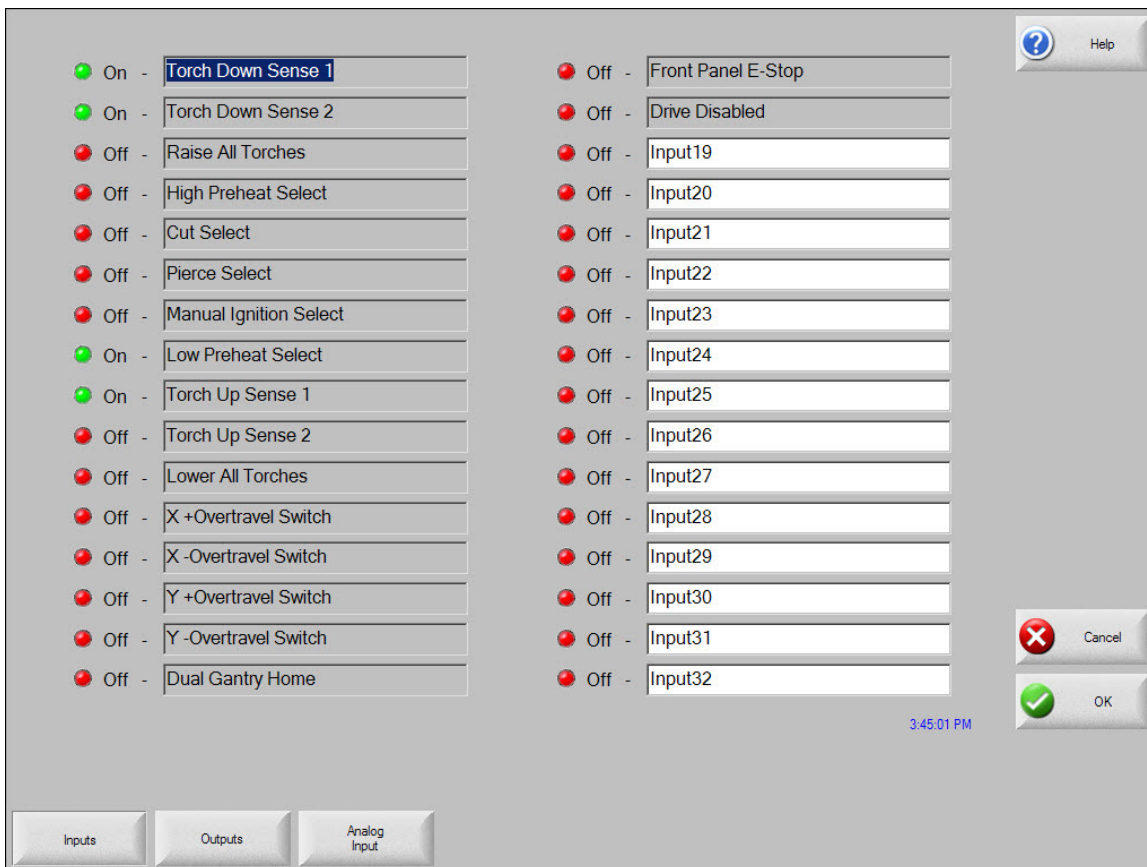 On - Torch Down Sense 1
On - Torch Down Sense 2
Off - Raise All Torches
Off - High Preheat Select
Off - Cut Select
Off - Pierce Select
Off - Manual Ignition Select
On - Low Preheat Select
On - Torch Up Sense 1
Off - Torch Up Sense 2
Off - Lower All Torches
Off - X +Overtravel Switch
Off - X -Overtravel Switch
Off - Y +Overtravel Switch
Off - Y -Overtravel Switch
Off - Dual Gantry Home
Off - Front Panel E-Stop
Off - Drive Disabled
Off - Input19
Off - Input20
Off - Input21
Off - Input22
Off - Input23
Off - Input24
Off - Input25
Off - Input26
Off - Input27
Off - Input28
Off - Input29
Off - Input30
Off - Input31
Off - Input32
? Help
Cancel
OK
3:45:01 PM
Inputs
Outputs
Analog
Input